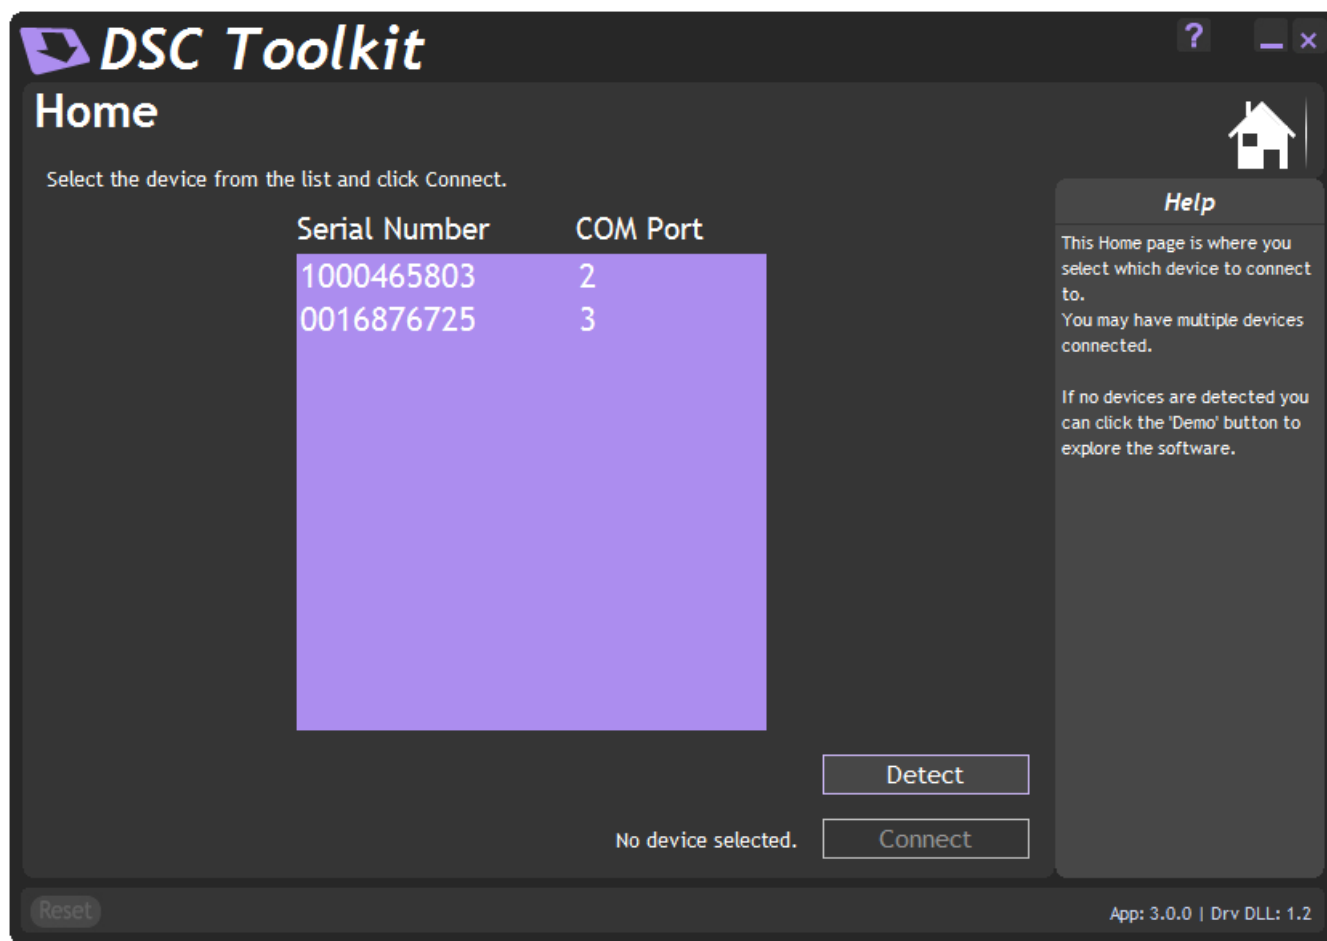 DSC Toolkit
?
Home
Select the device from the list and click Connect.
Serial Number COM Port
1000465803 2
0016876725 3
Detect
No device selected. Connect
Help
This Home page is where you
select which device to connect
to.
You may have multiple devices
connected.
If no devices are detected you
can click the 'Demo' button to
explore the software.
Reset
App: 3.0.0 | Drv DLL: 1.2